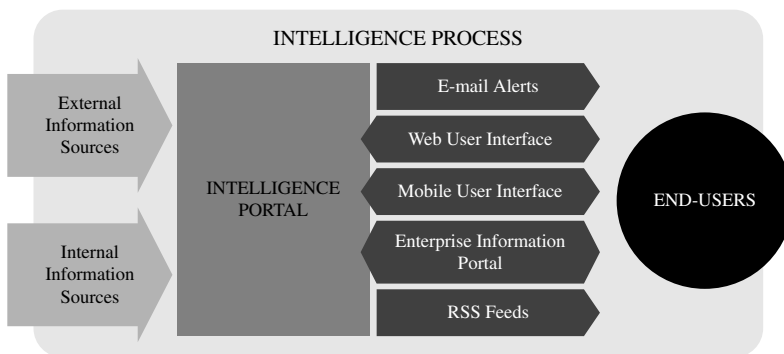 INTELLIGENCE PROCESS
External
Information
Sources
Internal
Information
Sources
INTELLIGENCE
PORTAL
E-mail Alerts
Web User Interface
Mobile User Interface
Enterprise Information
Portal
RSS Feeds
END-USERS